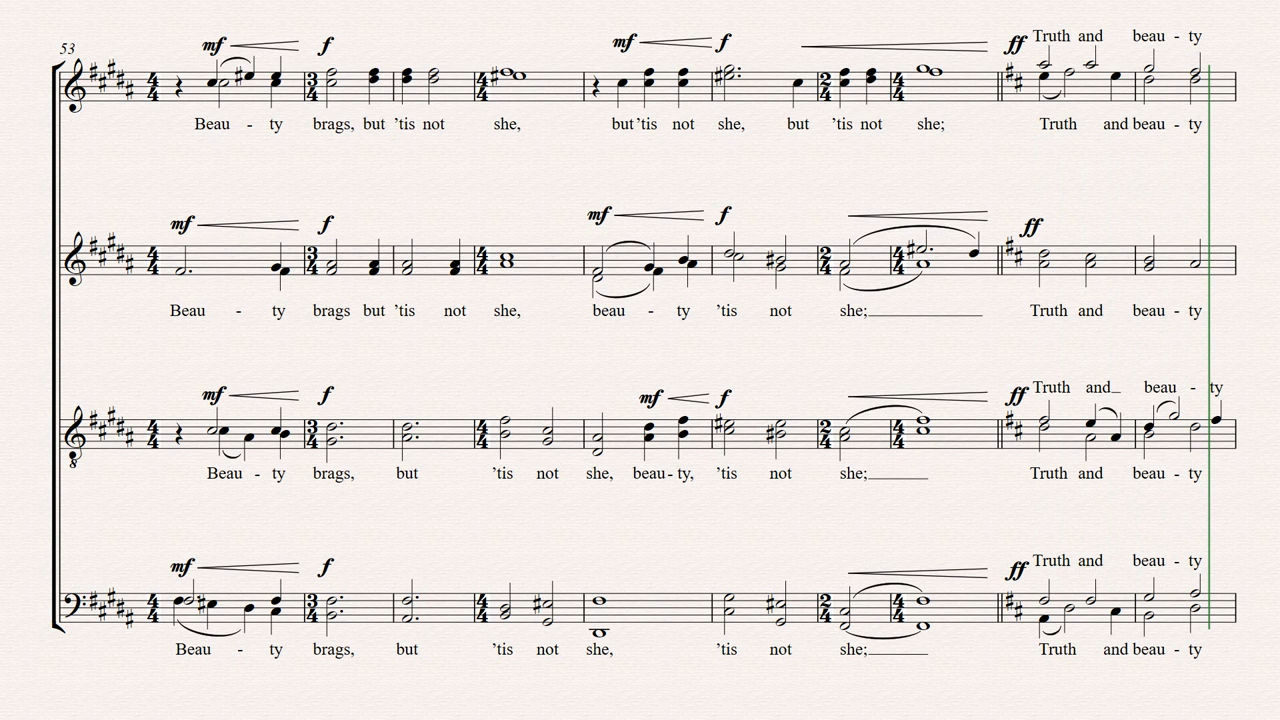 Truth and beau - ty
53 mf f mf f ff
Beau - ty brags, but 'tis not she, but 'tis not she, but 'tis not she; Truth and beau - ty
mf f mf f ff
Beau - ty brags but 'tis not she, beau - ty 'tis not she; Truth and beau - ty
Truth and_ beau - ty
mf f mf f ff
Beau - ty brags, but 'tis not she, beau - ty, 'tis not she; Truth and beau - ty
Truth and beau - ty
mf f ff
Beau - ty brags, but 'tis not she, 'tis not she; Truth and beau - ty